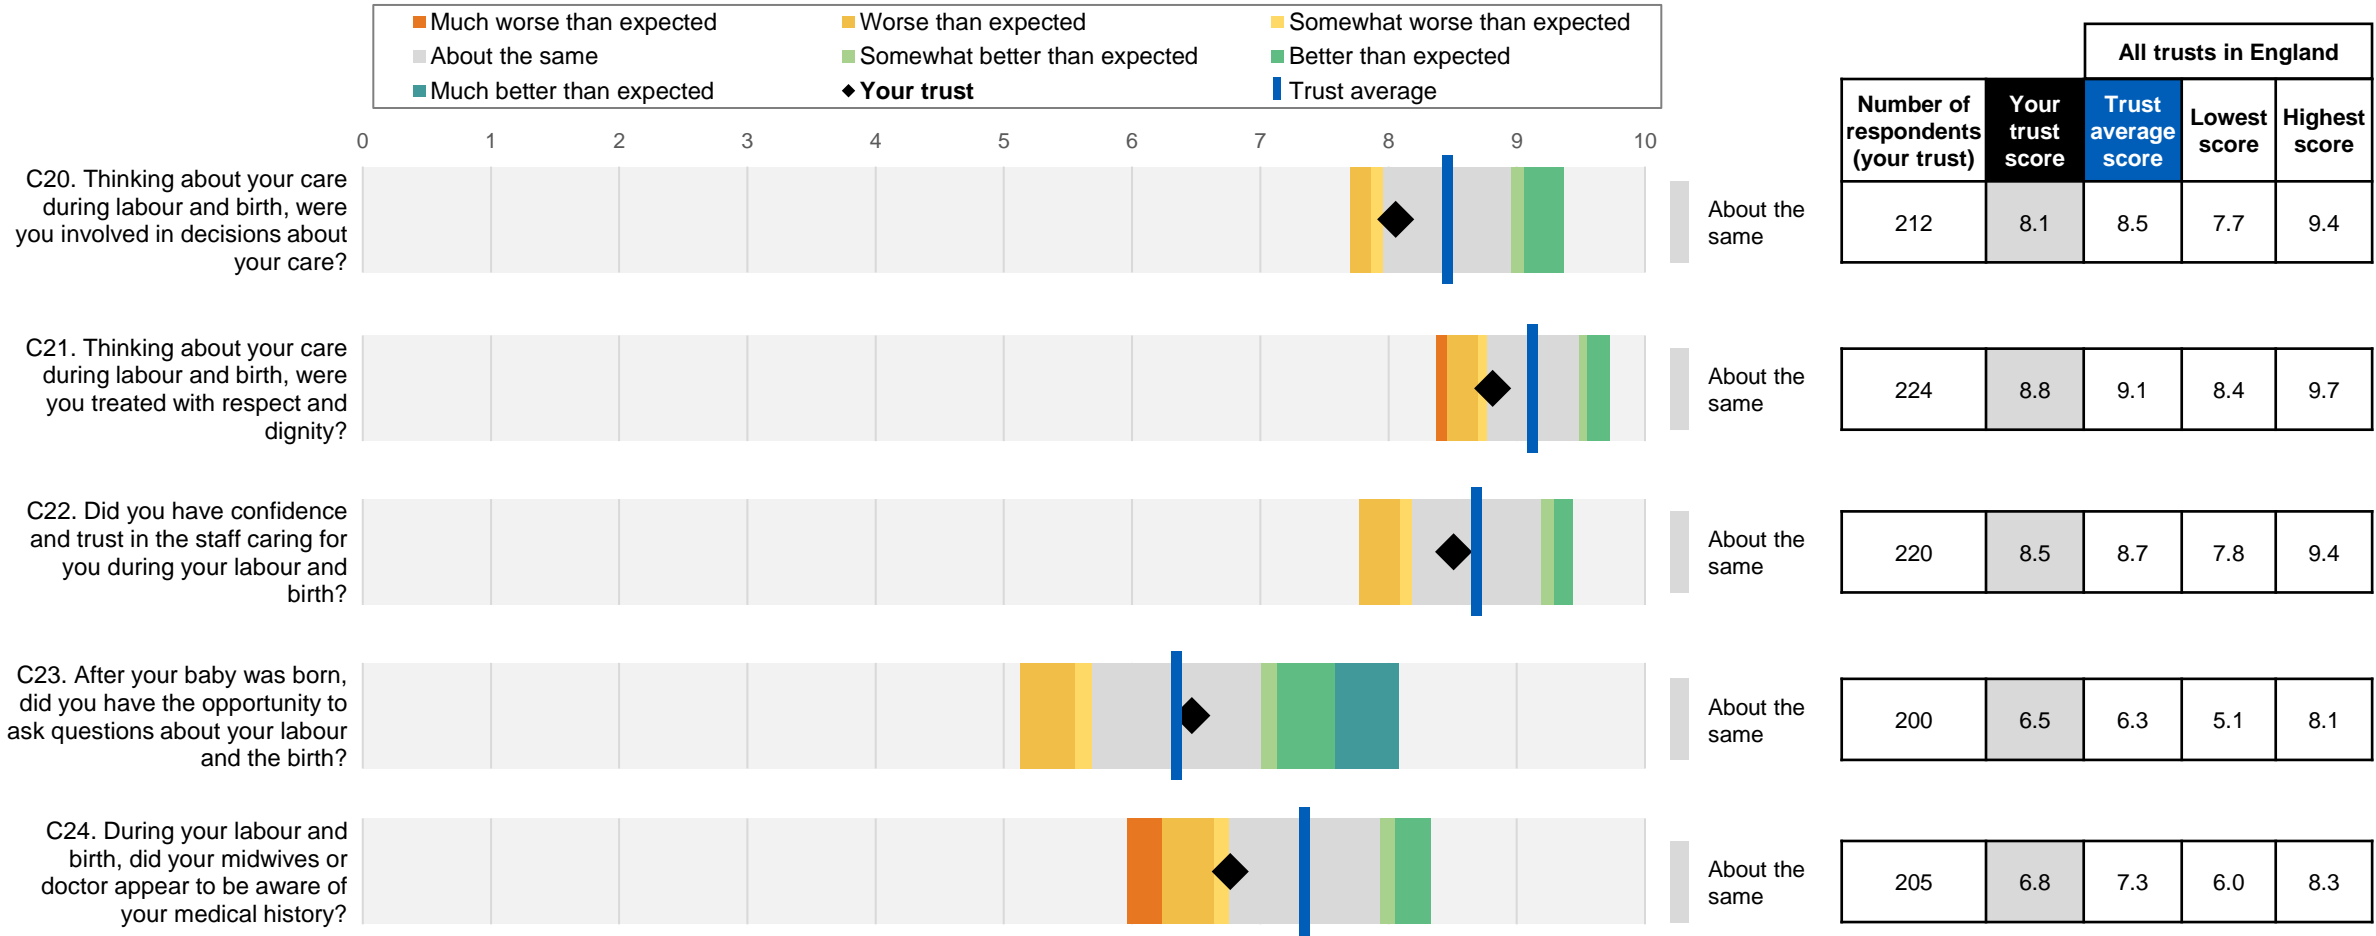 Much worse than expected
Worse than expected
Somewhat worse than expected
About the same
Somewhat better than expected
Better than expected
Much better than expected
Your trust
Trust average
All trusts in England
Number of
respondents
(your trust)
Your
trust
score
Trust
average
score
Lowest
score
Highest
score
0 1 2 3 4 5 6 7 8 9 10
C20. Thinking about your care
during labour and birth, were
you involved in decisions about
your care?
About the
same
212 8.1 8.5 7.7 9.4
C21. Thinking about your care
during labour and birth, were
you treated with respect and
dignity?
About the
same
224 8.8 9.1 8.4 9.7
C22. Did you have confidence
and trust in the staff caring for
you during your labour and
birth?
About the
same
220 8.5 8.7 7.8 9.4
C23. After your baby was born,
did you have the opportunity to
ask questions about your labour
and the birth?
About the
same
200 6.5 6.3 5.1 8.1
C24. During your labour and
birth, did your midwives or
doctor appear to be aware of
your medical history?
About the
same
205 6.8 7.3 6.0 8.3